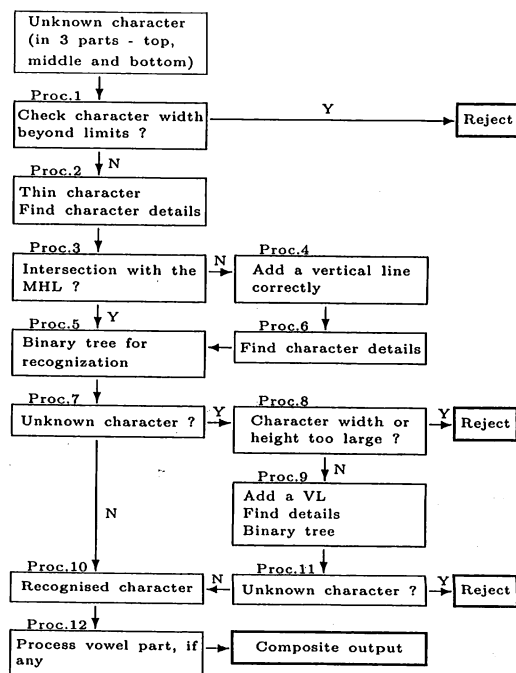 Unknown character
(in 3 parts - top,
middle and bottom)
Proc.1
Check character width
beyond limits ?
Y
Reject
N
Proc.2
Thin character
Find character details
Proc.3
Intersection with the
MHL ?
N
Proc.4
Add a vertical line
correctly
Y
Proc.5
Binary tree for
recognization
Proc.6
Find character details
Proc.7
Unknown character ?
Y
Proc.8
Character width or
height too large ?
Y
Reject
N
Proc.9
Add a VL
Find details
Binary tree
N
Proc.10
Recognised character
N
Proc.11
Unknown character ?
Y
Reject
Proc.12
Process vowel part, if
any
Composite output